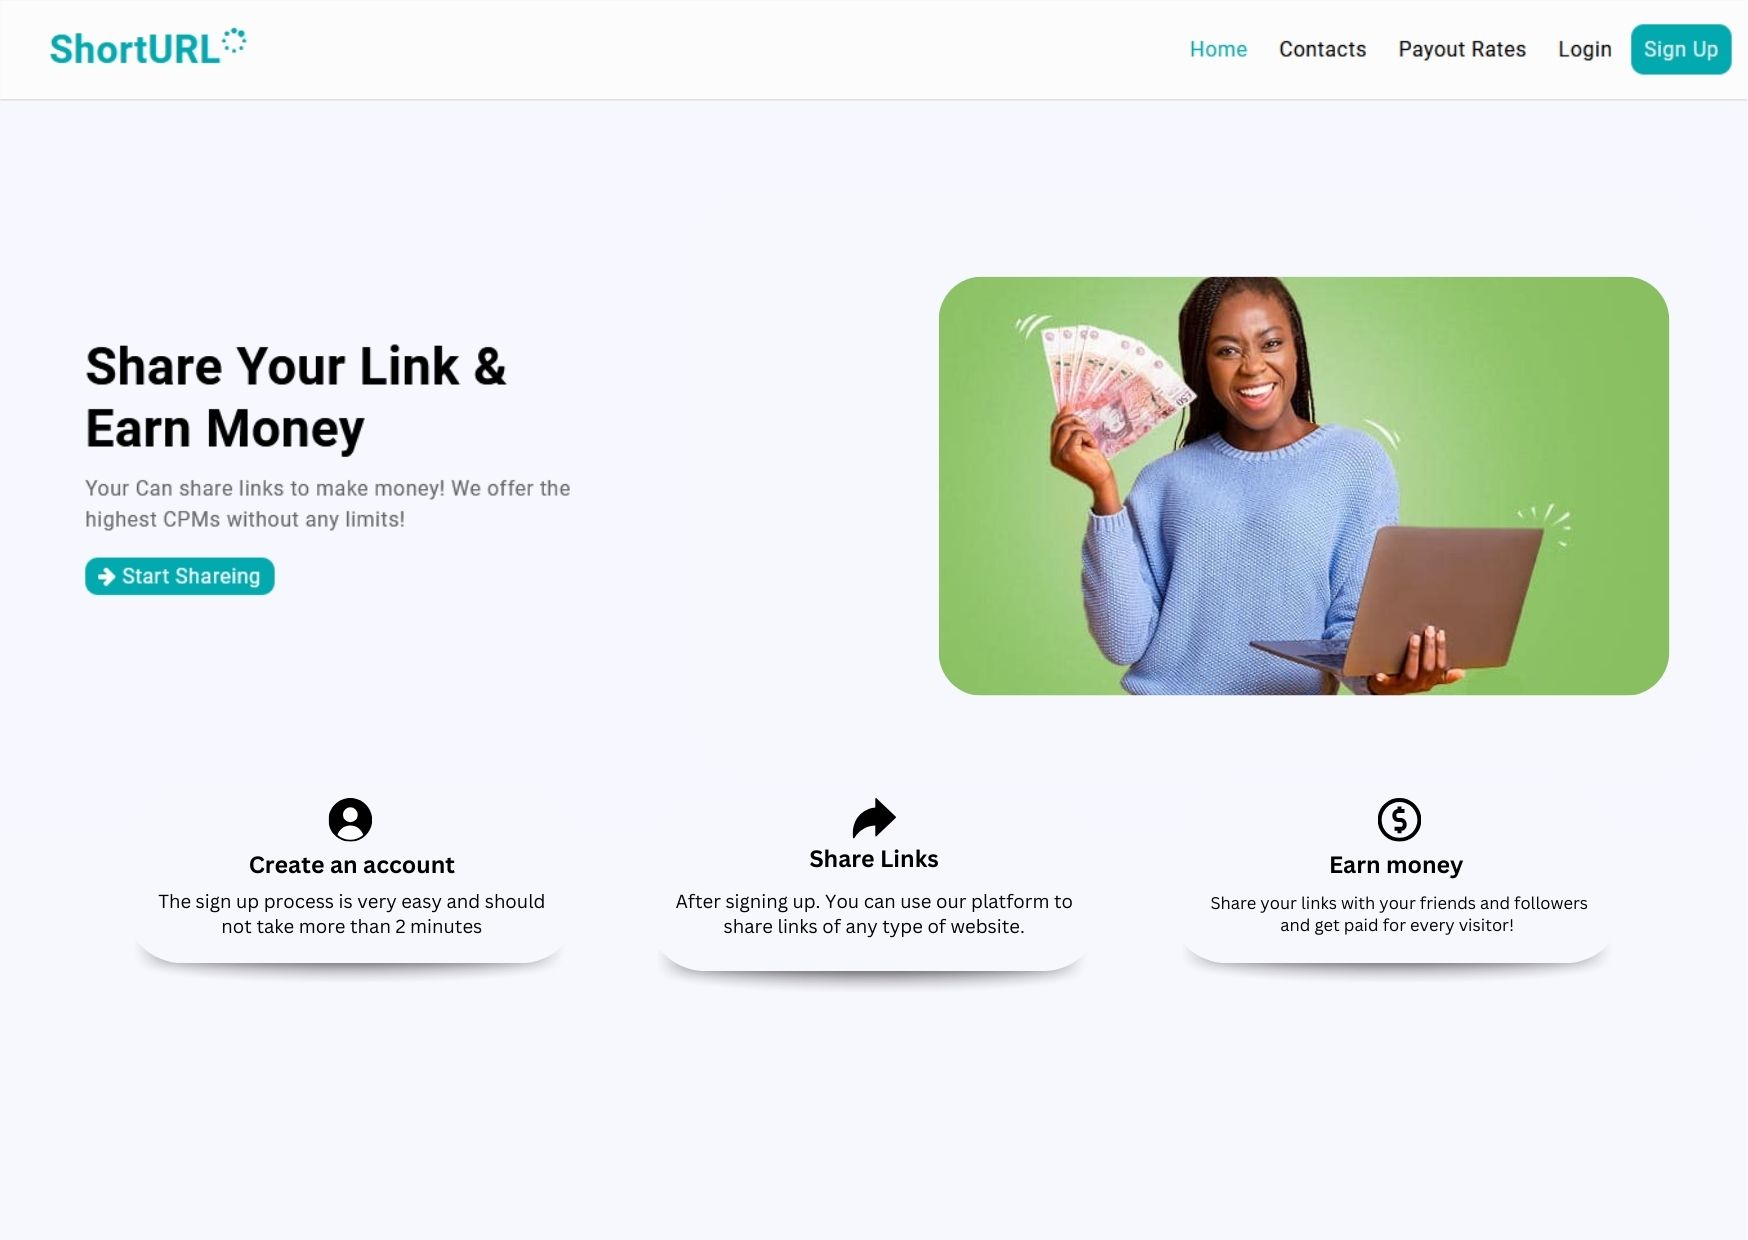 ShortURL
Home
Contacts
Payout Rates
Login
Sign Up
Share Your Link &
Earn Money
Your Can share links to make money! We offer the
highest CPMs without any limits!
Start Shareing
£50
Create an account
The sign up process is very easy and should
not take more than 2 minutes
Share Links
After signing up. You can use our platform to
share links of any type of website.
Earn money
Share your links with your friends and followers
and get paid for every visitor!